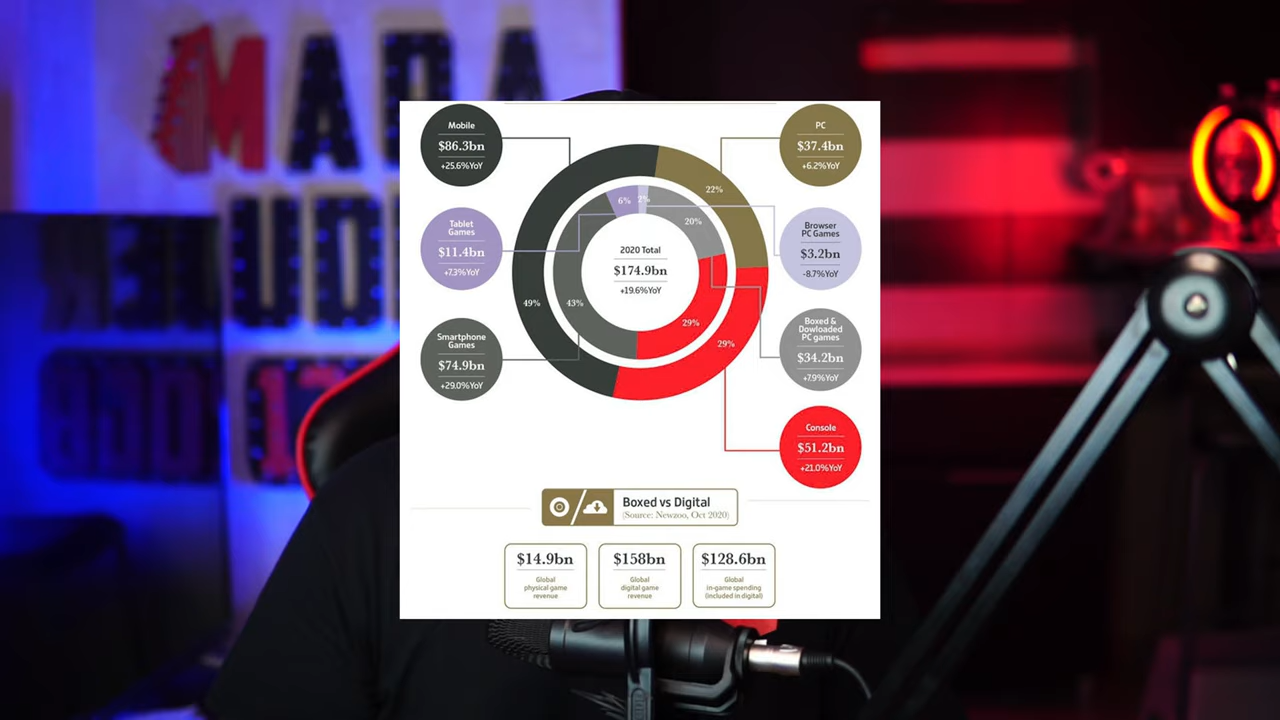 MADA
Mobile
$86.3bn
+25.6%YoY
PC
$37.4bn
+6.2%YoY
22%
Tablet
Games
$11.4bn
+7.3%YoY
6%
2%
20%
Browser
PC Games
$3.2bn
-8.7%YoY
2020 Total
$174.9bn
+19.6%YoY
49%
43%
29%
29%
Smartphone
Games
$74.9bn
+29.0%YoY
Boxed &
Dowloaded
PC games
$34.2bn
+7.9%YoY
Console
$51.2bn
+21.0%YoY
Boxed vs Digital
(Source: Newzoo, Oct 2020)
$14.9bn
Global
physical game
revenue
$158bn
Global
digital game
revenue
$128.6bn
Global
in-game spending
(included in digital)